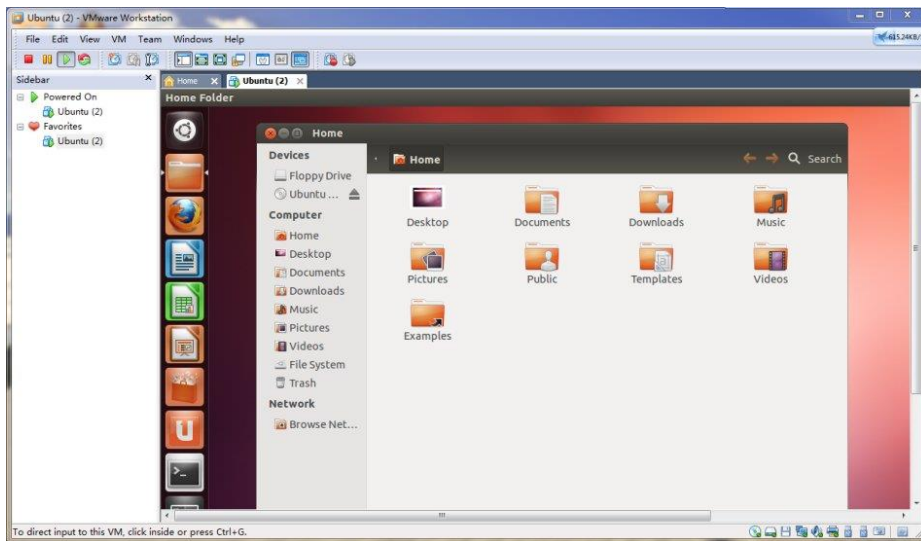 Ubuntu (2) - VMware Workstation
File Edit View VM Team Windows Help
615.24KB/
Sidebar
Home
Ubuntu (2)
Powered On
Ubuntu (2)
Favorites
Ubuntu (2)
Home Folder
Home
Devices
Floppy Drive
Ubuntu ...
Computer
Home
Desktop
Documents
Downloads
Music
Pictures
Videos
File System
Trash
Network
Browse Net...
Home
Search
Desktop
Documents
Downloads
Music
Pictures
Public
Templates
Videos
Examples
To direct input to this VM, click inside or press Ctrl+G.